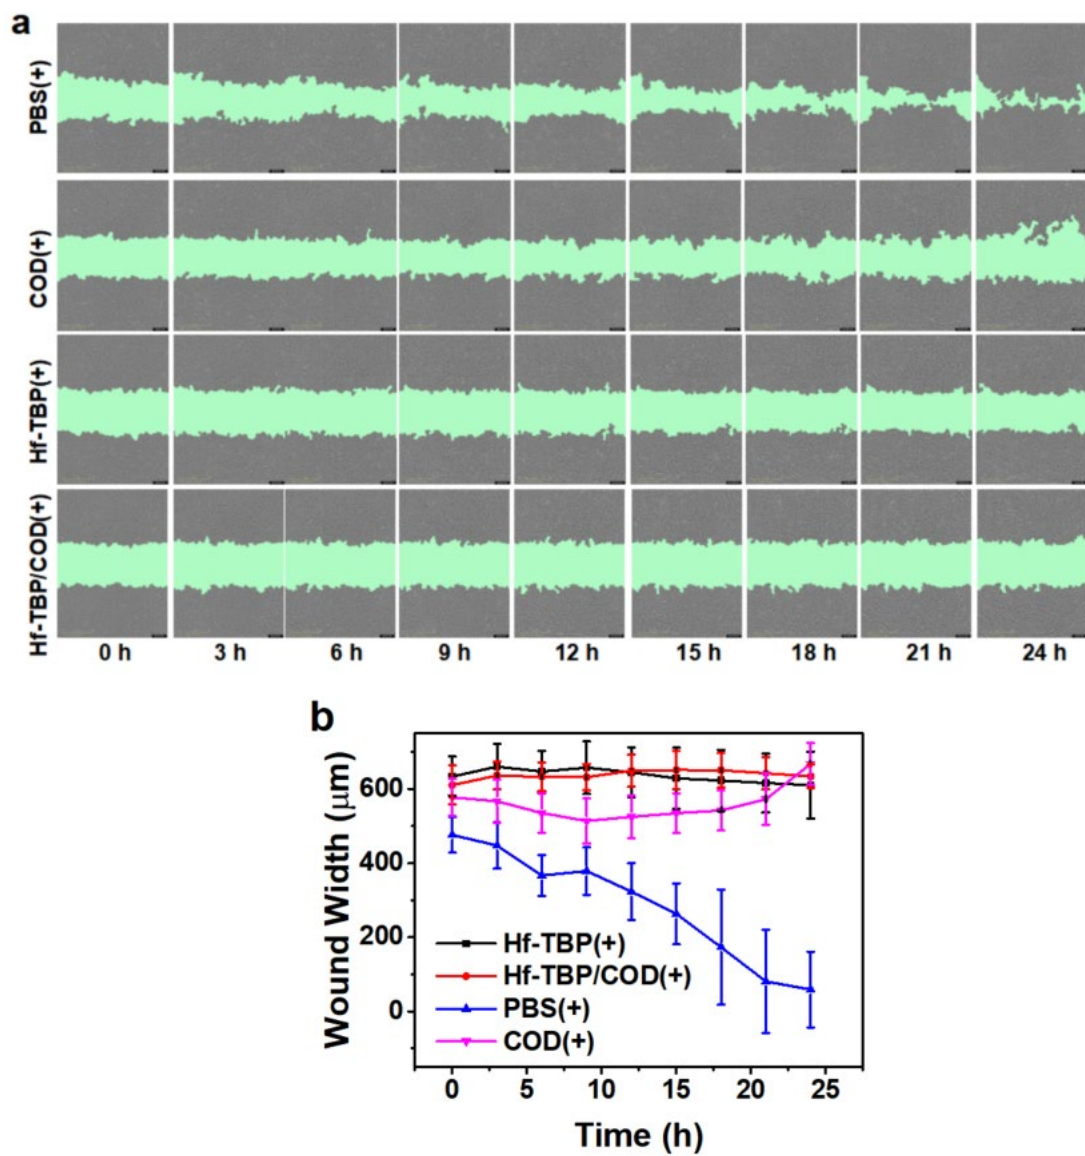 a
PBS(+)
COD(+)
Hf-TBP(+)
Hf-TBP/COD(+)
0 h 3 h 6 h 9 h 12 h 15 h 18 h 21 h 24 h
b
Wound Width (μm)
600
400
200
0
Hf-TBP(+)
Hf-TBP/COD(+)
PBS(+)
COD(+)
0 5 10 15 20 25
Time (h)